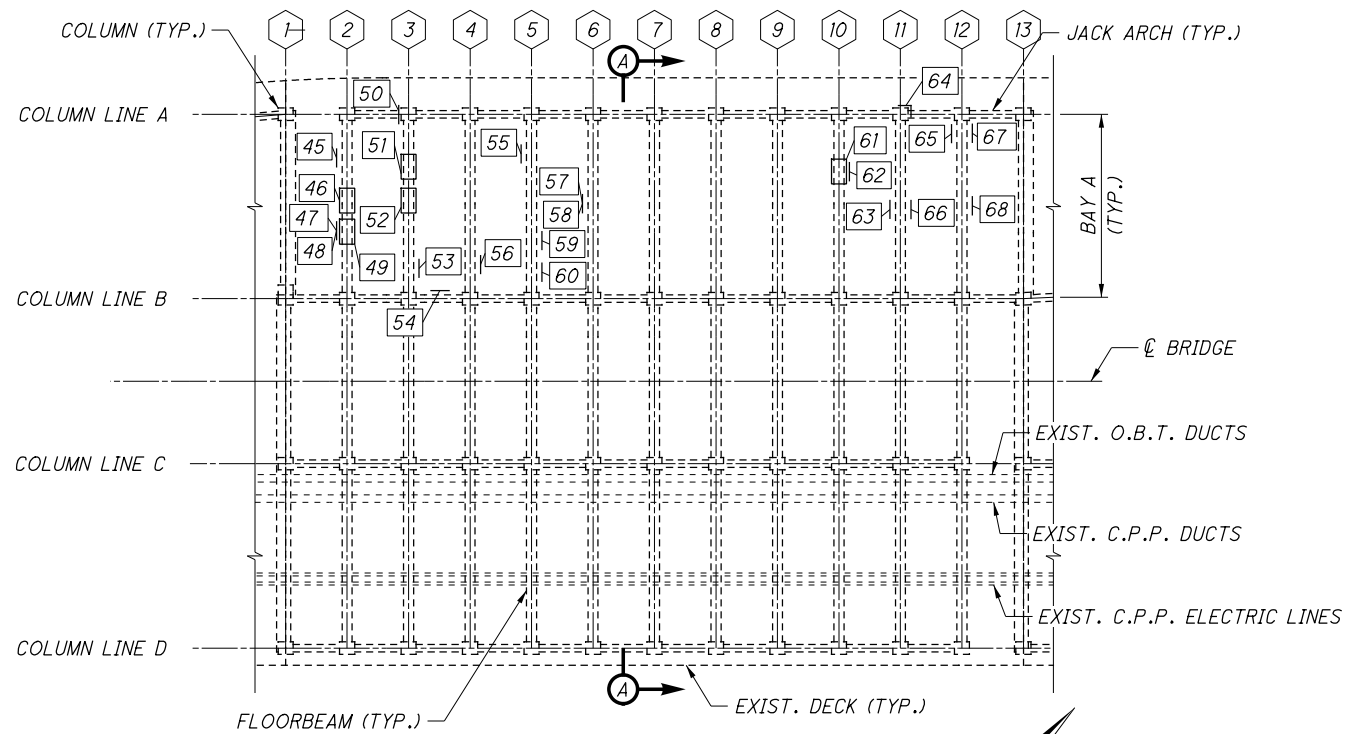 1 2 3 4 5 6 7 8 9 10 11 12 13
COLUMN (TYP.)
A
JACK ARCH (TYP.)
COLUMN LINE A
50
64
45
51
55
61
65
67
46
57
62
47
52
58
63
66
68
48
49
53
56
59
60
BAY A
(TYP.)
COLUMN LINE B
54
℄ BRIDGE
EXIST. O.B.T. DUCTS
COLUMN LINE C
EXIST. C.P.P. DUCTS
EXIST. C.P.P. ELECTRIC LINES
COLUMN LINE D
A
EXIST. DECK (TYP.)
FLOORBEAM (TYP.)